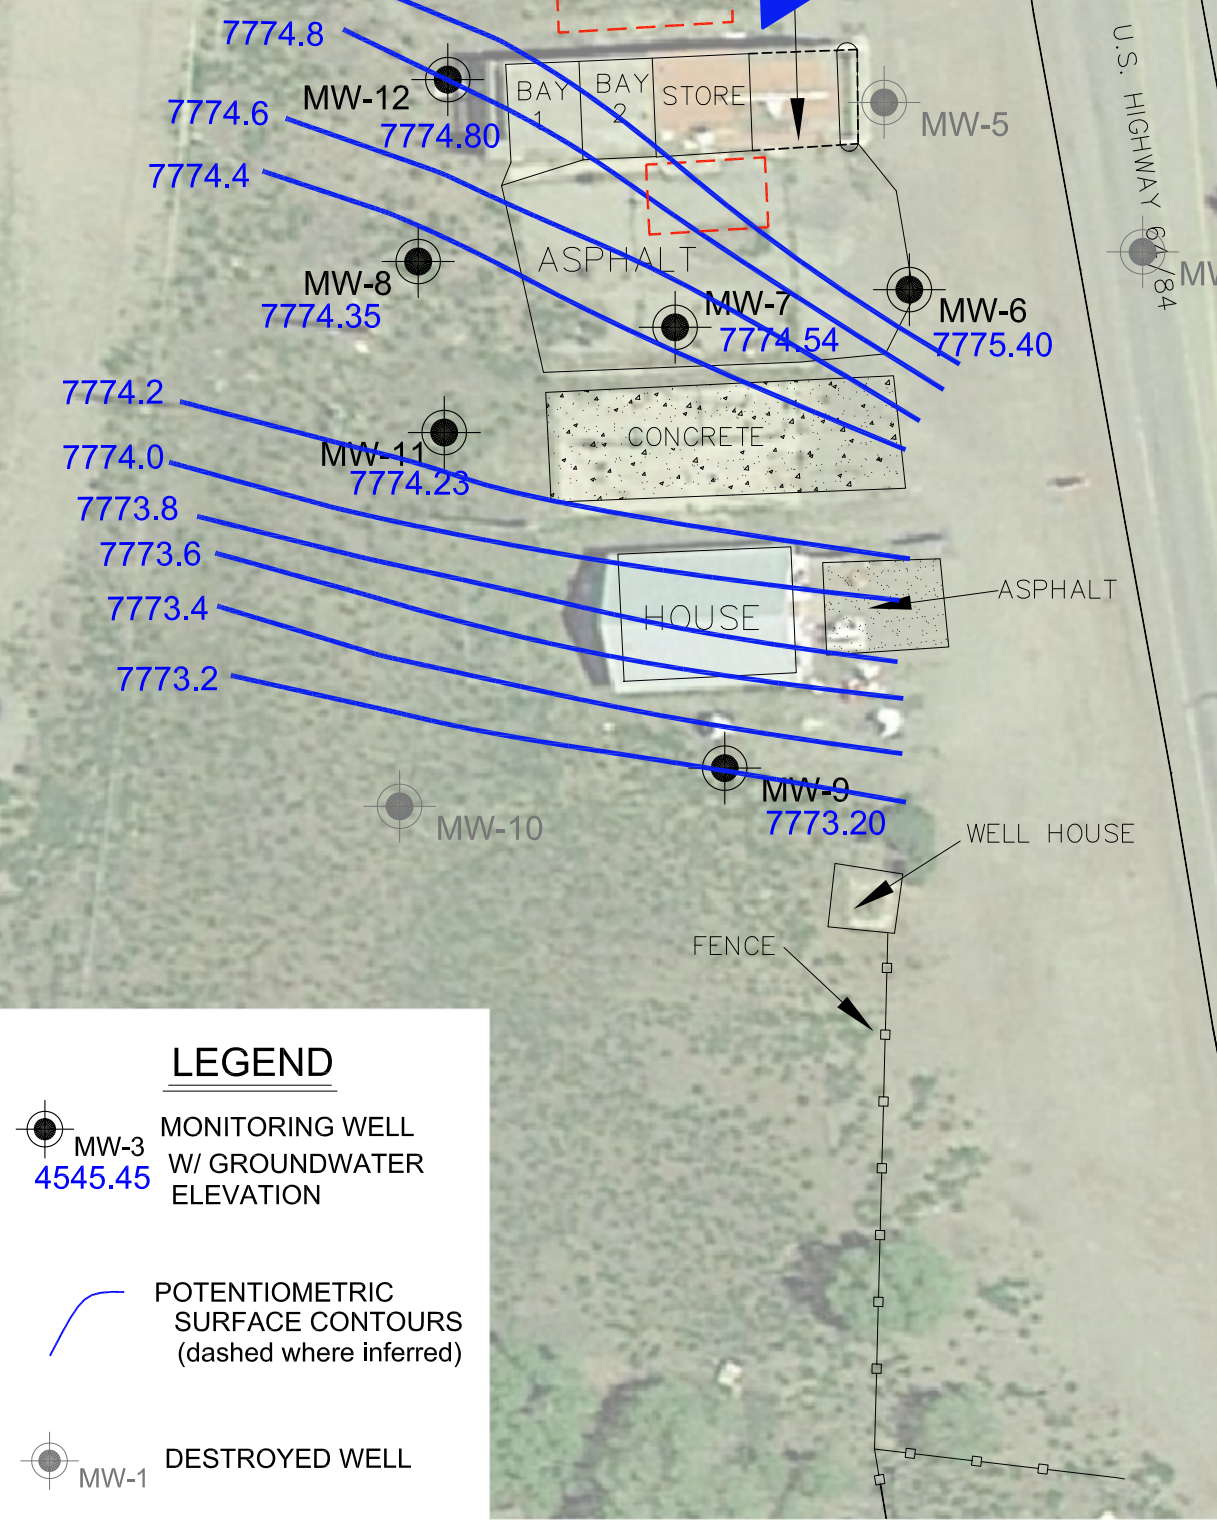 7774.8
MW-12
7774.80
7774.6
7774.4
BAY
1
BAY
2
STORE
MW-5
U.S. HIGHWAY 64/84
MW
ASPHALT
MW-8
7774.35
MW-7
7774.54
MW-6
7775.40
7774.2
7774.0
MW-11
7774.23
CONCRETE
7773.8
7773.6
7773.4
7773.2
HOUSE
ASPHALT
MW-9
7773.20
MW-10
WELL HOUSE
FENCE
LEGEND
MW-3
4545.45
MONITORING WELL
W/ GROUNDWATER
ELEVATION
POTENTIOMETRIC
SURFACE CONTOURS
(dashed where inferred)
MW-1
DESTROYED WELL